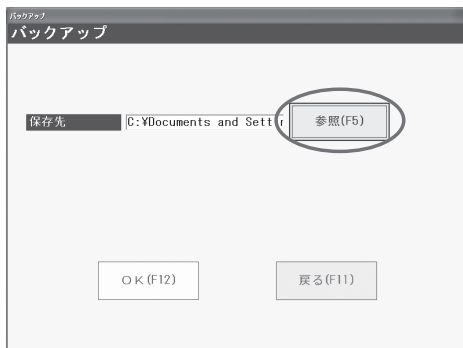 バックアップ
バックアップ
保存先 C:¥Documents and Settin 参照(F5)
OK(F12) 戻る(F11)